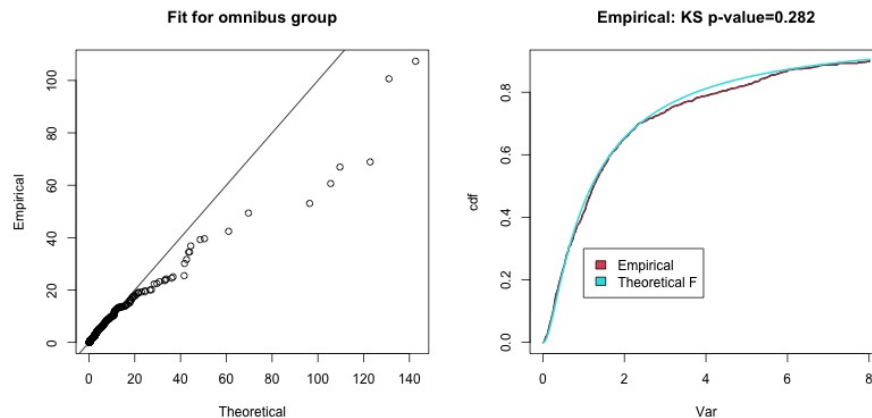 Fit for omnibus group
Empirical
100
80
60
40
20
0
0 20 40 60 80 100 120 140
Theoretical
Empirical: KS p-value=0.282
cdf
0.8
0.6
0.4
0.2
0.0
Empirical
Theoretical F
0 2 4 6 8
Var